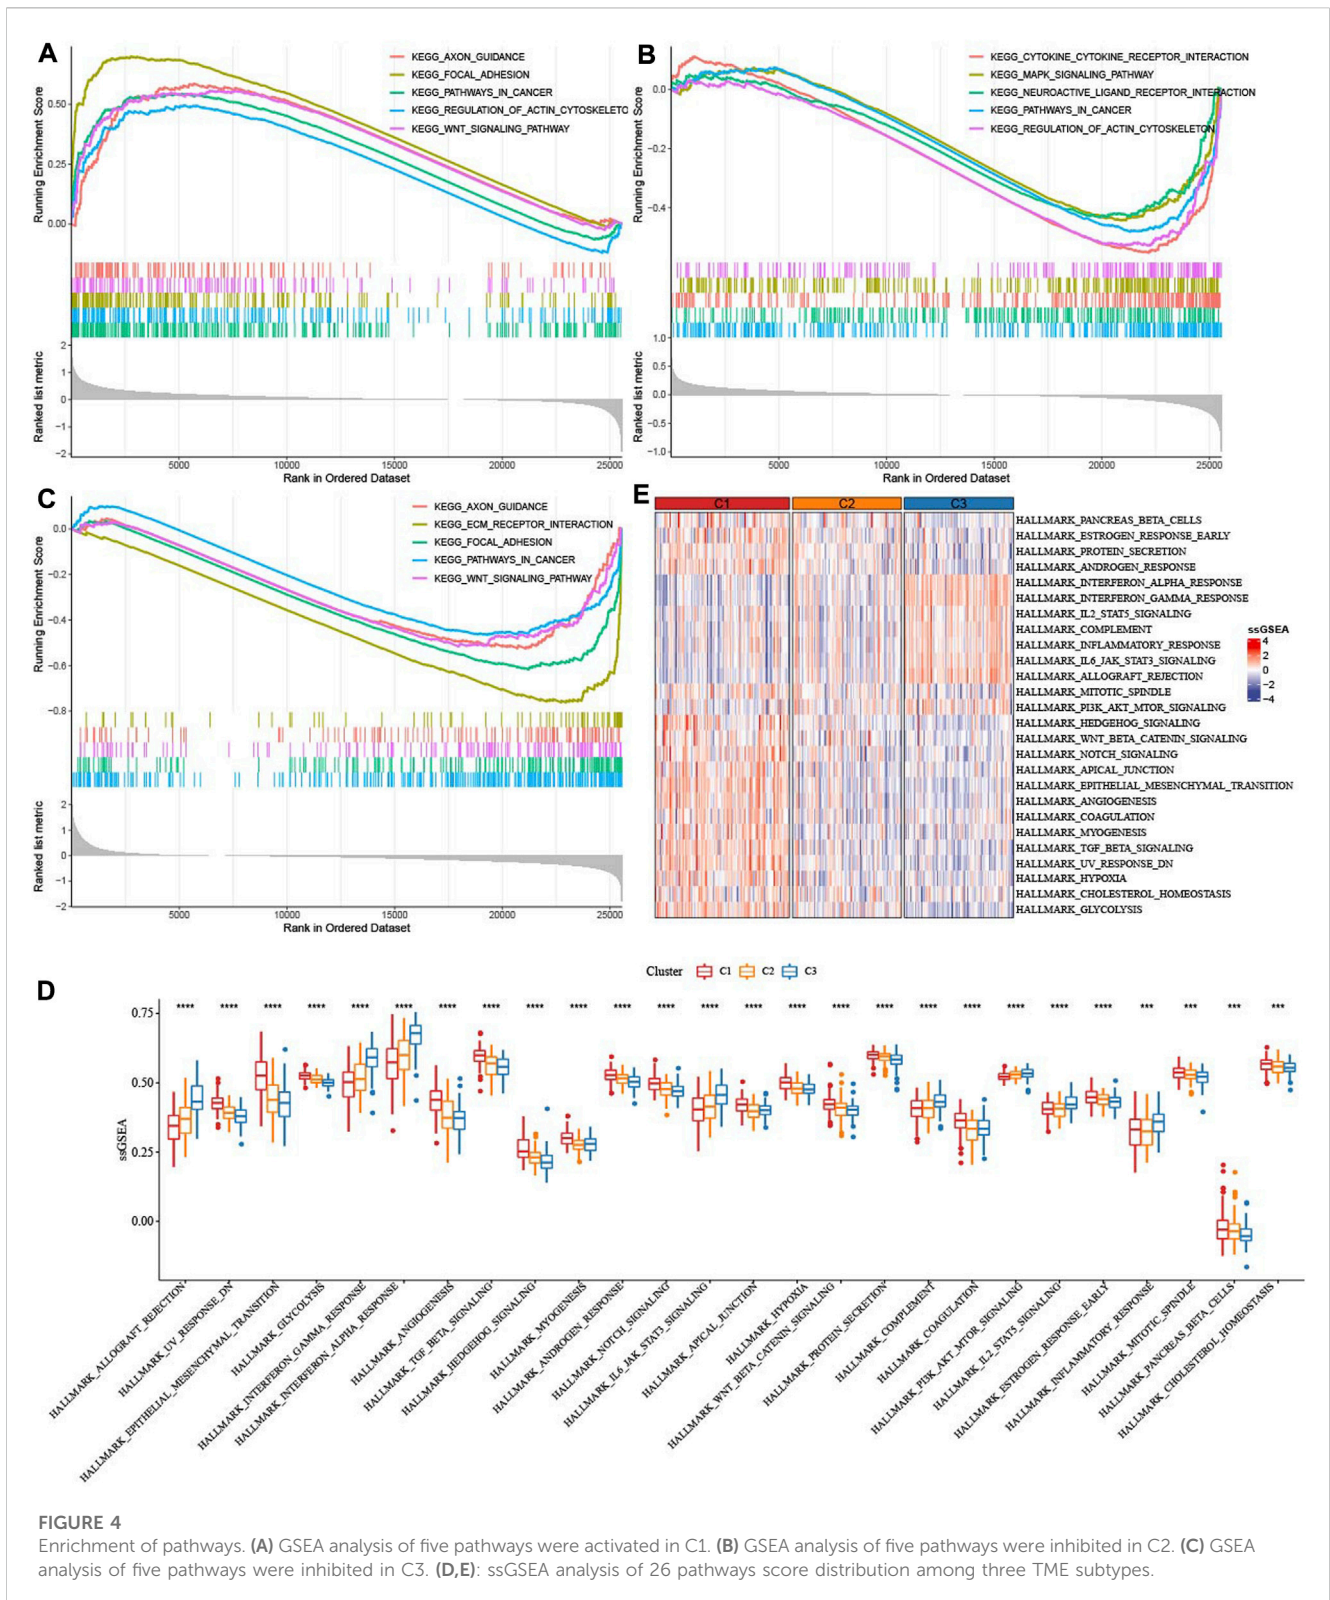 A
KEGG_AXON_GUIDANCE
KEGG_FOCAL_ADHESION
KEGG_PATHWAYS_IN_CANCER
KEGG_REGULATION_OF_ACTIN_CYTOSKELETO
KEGG_WNT_SIGNALING_PATHWAY
Running Enrichment Score
0.50
0.25
0.00
Ranked list metric
2
1
0
−1
−2
5000 10000 15000 20000 25000
Rank in Ordered Dataset
B
KEGG_CYTOKINE_CYTOKINE_RECEPTOR_INTERACTION
KEGG_MAPK_SIGNALING_PATHWAY
KEGG_NEUROACTIVE_LIGAND_RECEPTOR_INTERACTION
KEGG_PATHWAYS_IN_CANCER
KEGG_REGULATION_OF_ACTIN_CYTOSKELETON
Running Enrichment Score
0.0
−0.2
−0.4
Ranked list metric
1.0
0.5
0.0
−0.5
−1.0
5000 10000 15000 20000 25000
Rank in Ordered Dataset
C
KEGG_AXON_GUIDANCE
KEGG_ECM_RECEPTOR_INTERACTION
KEGG_FOCAL_ADHESION
KEGG_PATHWAYS_IN_CANCER
KEGG_WNT_SIGNALING_PATHWAY
Running Enrichment Score
0.0
−0.2
−0.4
−0.6
−0.8
Ranked list metric
2
1
0
−1
−2
5000 10000 15000 20000 25000
Rank in Ordered Dataset
E
C1 C2 C3
HALLMARK_PANCREAS_BETA_CELLS
HALLMARK_ESTROGEN_RESPONSE_EARLY
HALLMARK_PROTEIN_SECRETION
HALLMARK_ANDROGEN_RESPONSE
HALLMARK_INTERFERON_ALPHA_RESPONSE
HALLMARK_INTERFERON_GAMMA_RESPONSE
HALLMARK_IL2_STAT5_SIGNALING
HALLMARK_COMPLEMENT
HALLMARK_INFLAMMATORY_RESPONSE
HALLMARK_IL6_JAK_STAT3_SIGNALING
HALLMARK_ALLOGRAFT_REJECTION
HALLMARK_MITOTIC_SPINDLE
HALLMARK_PI3K_AKT_MTOR_SIGNALING
HALLMARK_HEDGEHOG_SIGNALING
HALLMARK_WNT_BETA_CATENIN_SIGNALING
HALLMARK_NOTCH_SIGNALING
HALLMARK_APICAL_JUNCTION
HALLMARK_EPITHELIAL_MESENCHYMAL_TRANSITION
HALLMARK_ANGIOGENESIS
HALLMARK_COAGULATION
HALLMARK_MYOGENESIS
HALLMARK_TGF_BETA_SIGNALING
HALLMARK_UV_RESPONSE_DN
HALLMARK_HYPOXIA
HALLMARK_CHOLESTEROL_HOMEOSTASIS
HALLMARK_GLYCOLYSIS
ssGSEA
4
2
0
−2
−4
D
Cluster C1 C2 C3
**** **** **** **** **** **** **** **** **** **** **** **** **** **** **** **** **** **** **** **** **** **** *** *** *** ***
ssGSEA
0.75
0.50
0.25
0.00
HALLMARK_ALLOGRAFT_REJECTION
HALLMARK_UV_RESPONSE_DN
HALLMARK_EPITHELIAL_MESENCHYMAL_TRANSITION
HALLMARK_GLYCOLYSIS
HALLMARK_INTERFERON_GAMMA_RESPONSE
HALLMARK_INTERFERON_ALPHA_RESPONSE
HALLMARK_ANGIOGENESIS
HALLMARK_TGF_BETA_SIGNALING
HALLMARK_HEDGEHOG_SIGNALING
HALLMARK_MYOGENESIS
HALLMARK_ANDROGEN_RESPONSE
HALLMARK_NOTCH_SIGNALING
HALLMARK_IL6_JAK_STAT3_SIGNALING
HALLMARK_APICAL_JUNCTION
HALLMARK_HYPOXIA
HALLMARK_WNT_BETA_CATENIN_SIGNALING
HALLMARK_PROTEIN_SECRETION
HALLMARK_COMPLEMENT
HALLMARK_COAGULATION
HALLMARK_PI3K_AKT_MTOR_SIGNALING
HALLMARK_IL2_STAT5_SIGNALING
HALLMARK_ESTROGEN_RESPONSE_EARLY
HALLMARK_INFLAMMATORY_RESPONSE
HALLMARK_MITOTIC_SPINDLE
HALLMARK_PANCREAS_BETA_CELLS
HALLMARK_CHOLESTEROL_HOMEOSTASIS
FIGURE 4
Enrichment of pathways. (A) GSEA analysis of five pathways were activated in C1. (B) GSEA analysis of five pathways were inhibited in C2. (C) GSEA
analysis of five pathways were inhibited in C3. (D,E): ssGSEA analysis of 26 pathways score distribution among three TME subtypes.